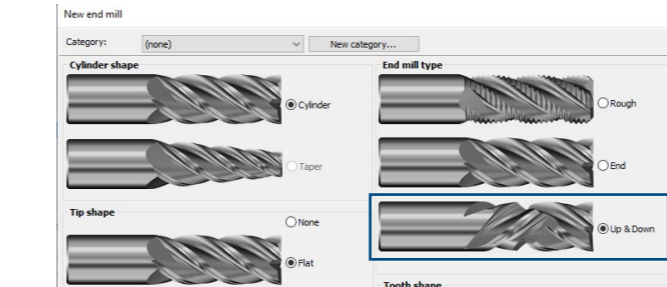 New end mill
Category: (none) New category...
Cylinder shape
Cylinder
Taper
Tip shape
None
Flat
End mill type
Rough
End
Up & Down
Tooth shape